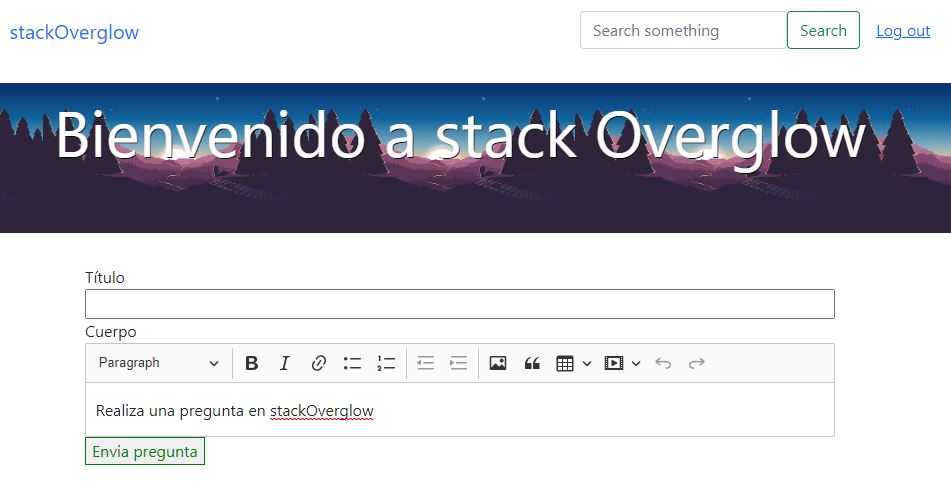 stackOverglow
Search something
Search
Log out
Bienvenido a stack Overglow
Título
Cuerpo
Paragraph
B I
Realiza una pregunta en stackOverglow
Envia pregunta